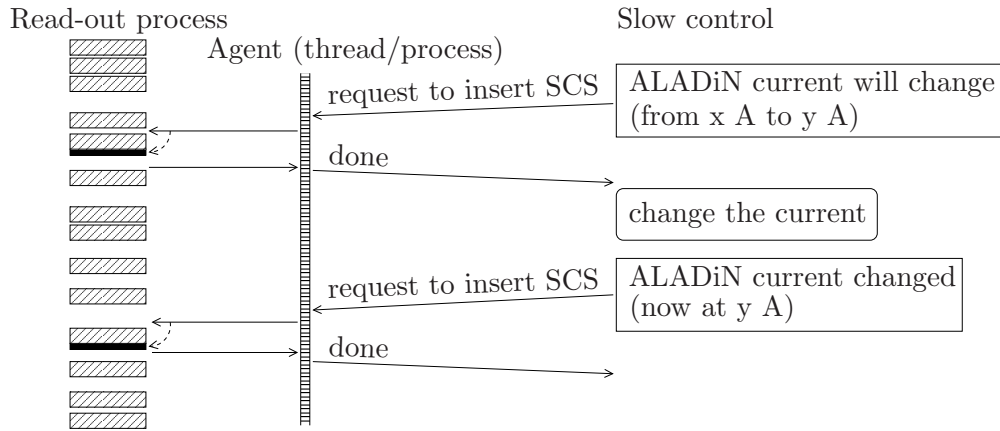 Read-out process
Slow control
Agent (thread/process)
request to insert SCS
ALADiN current will change
(from x A to y A)
done
change the current
request to insert SCS
ALADiN current changed
(now at y A)
done